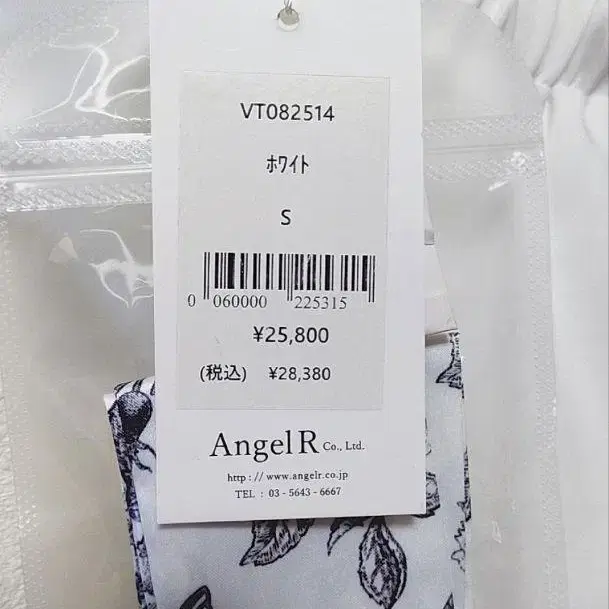 VT082514
ﾎﾜｲﾄ
S
0 060000 225315
¥25,800
(税込) ¥28,380
Angel R Co., Ltd.
http : // www.angelr.co.jp
TEL : 03 - 5643 - 6667